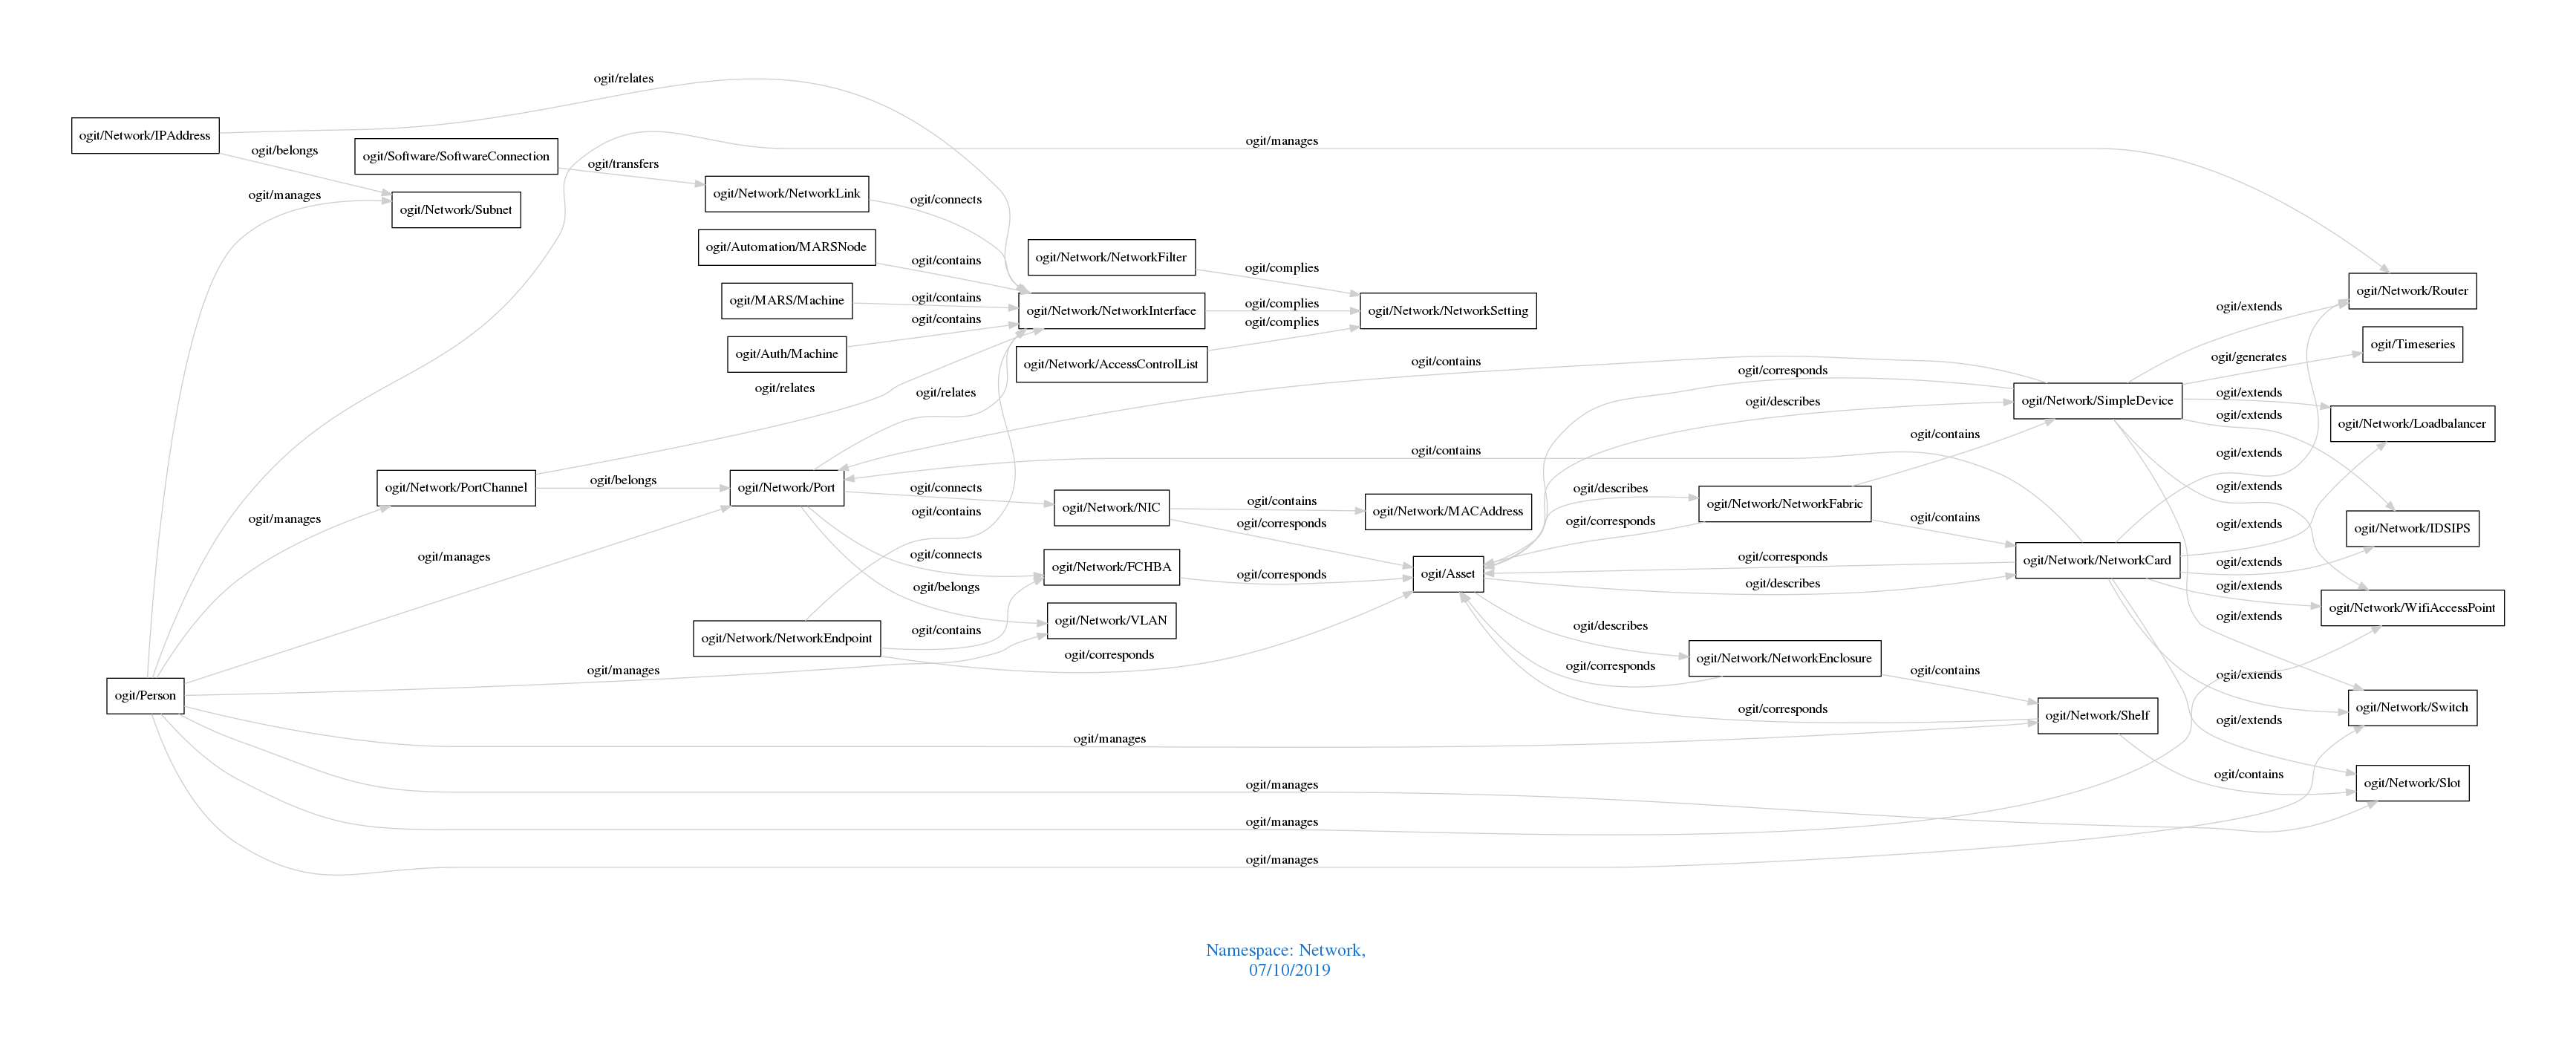 ogit/relates
ogit/Network/IPAddress
ogit/manages
ogit/belongs
ogit/Software/SoftwareConnection
ogit/transfers
ogit/manages
ogit/Network/NetworkLink
ogit/connects
ogit/Network/Subnet
ogit/Automation/MARSNode
ogit/contains
ogit/Network/NetworkFilter
ogit/complies
ogit/MARS/Machine
ogit/contains
ogit/contains
ogit/Network/NetworkInterface
ogit/complies
ogit/complies
ogit/Network/NetworkSetting
ogit/Network/Router
ogit/extends
ogit/Auth/Machine
ogit/Network/AccessControlList
ogit/contains
ogit/generates
ogit/Timeseries
ogit/relates
ogit/relates
ogit/corresponds
ogit/describes
ogit/Network/SimpleDevice
ogit/extends
ogit/extends
ogit/Network/Loadbalancer
ogit/contains
ogit/contains
ogit/extends
ogit/Network/PortChannel
ogit/belongs
ogit/Network/Port
ogit/connects
ogit/describes
ogit/extends
ogit/manages
ogit/contains
ogit/Network/NIC
ogit/contains
ogit/corresponds
ogit/Network/MACAddress
ogit/corresponds
ogit/Network/NetworkFabric
ogit/contains
ogit/extends
ogit/Network/IDSIPS
ogit/manages
ogit/connects
ogit/Network/FCHBA
ogit/corresponds
ogit/Asset
ogit/corresponds
ogit/describes
ogit/Network/NetworkCard
ogit/extends
ogit/extends
ogit/belongs
ogit/Network/VLAN
ogit/extends
ogit/Network/WifiAccessPoint
ogit/Network/NetworkEndpoint
ogit/contains
ogit/corresponds
ogit/describes
ogit/corresponds
ogit/Network/NetworkEnclosure
ogit/contains
ogit/extends
ogit/manages
ogit/Person
ogit/corresponds
ogit/Network/Shelf
ogit/extends
ogit/Network/Switch
ogit/manages
ogit/contains
ogit/Network/Slot
ogit/manages
ogit/manages
ogit/manages
Namespace: Network,
07/10/2019